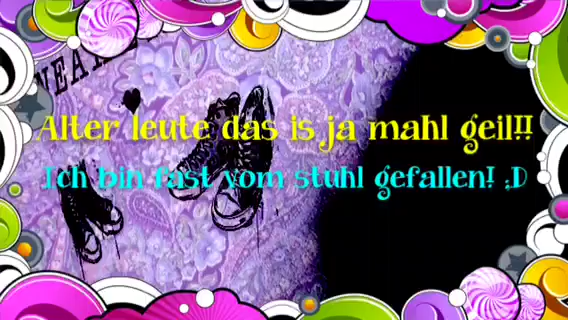 Alter leute das is ja mahl geil!!
Ich bin fast vom stuhl gefallen! ;D